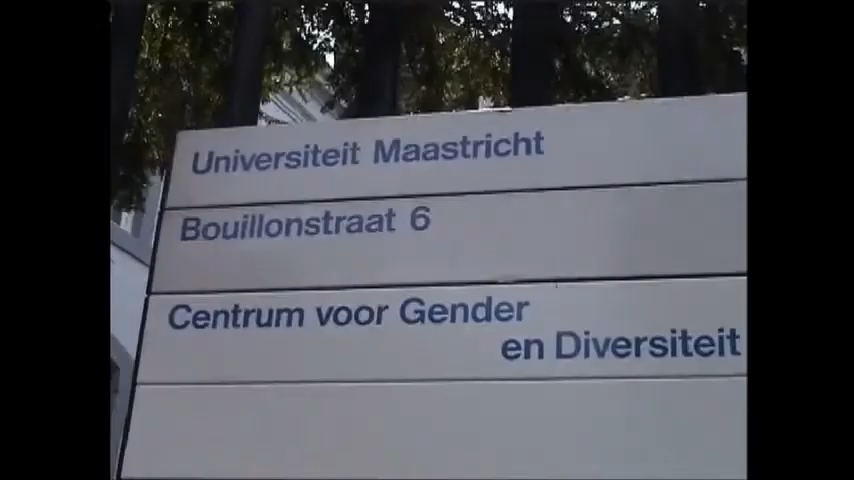 Universiteit Maastricht
Bouillonstraat 6
Centrum voor Gender
en Diversiteit